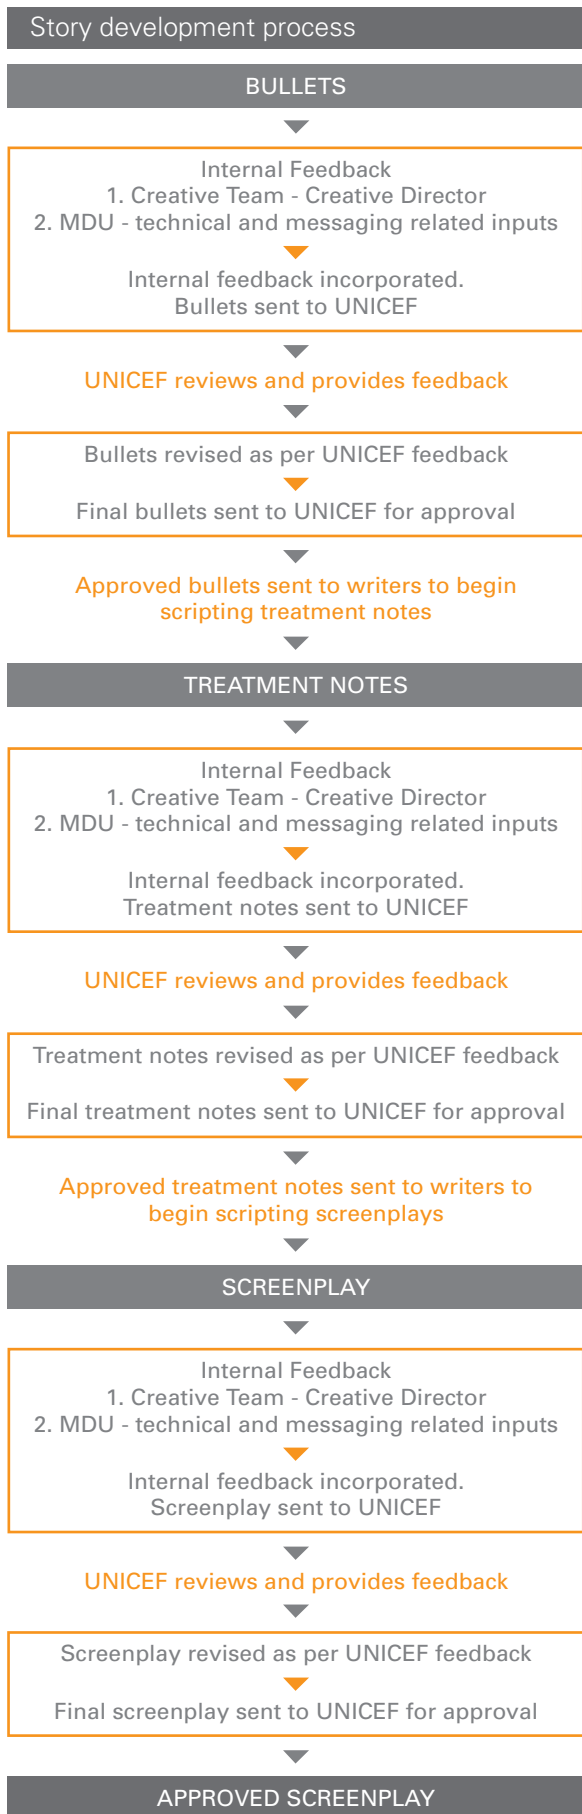 Story development process
BULLETS
Internal Feedback
1. Creative Team - Creative Director
2. MDU - technical and messaging related inputs
Internal feedback incorporated.
Bullets sent to UNICEF
UNICEF reviews and provides feedback
Bullets revised as per UNICEF feedback
Final bullets sent to UNICEF for approval
Approved bullets sent to writers to begin
scripting treatment notes
TREATMENT NOTES
Internal Feedback
1. Creative Team - Creative Director
2. MDU - technical and messaging related inputs
Internal feedback incorporated.
Treatment notes sent to UNICEF
UNICEF reviews and provides feedback
Treatment notes revised as per UNICEF feedback
Final treatment notes sent to UNICEF for approval
Approved treatment notes sent to writers to
begin scripting screenplays
SCREENPLAY
Internal Feedback
1. Creative Team - Creative Director
2. MDU - technical and messaging related inputs
Internal feedback incorporated.
Screenplay sent to UNICEF
UNICEF reviews and provides feedback
Screenplay revised as per UNICEF feedback
Final screenplay sent to UNICEF for approval
APPROVED SCREENPLAY